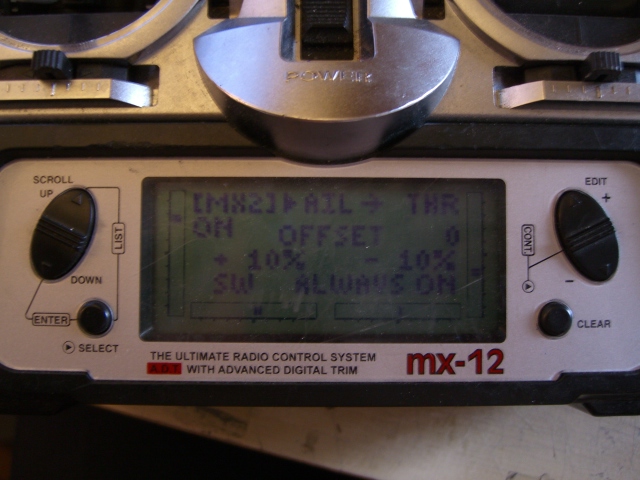 POWER
SCROLL
UP
LIST
DOWN
ENTER
SELECT
[MX2] AIL → THR
ON OFFSET 0
+ 10% - 10%
SW ALWAYS ON
EDIT
+
CONT.
-
CLEAR
THE ULTIMATE RADIO CONTROL SYSTEM
A.D.T. WITH ADVANCED DIGITAL TRIM
mx-12